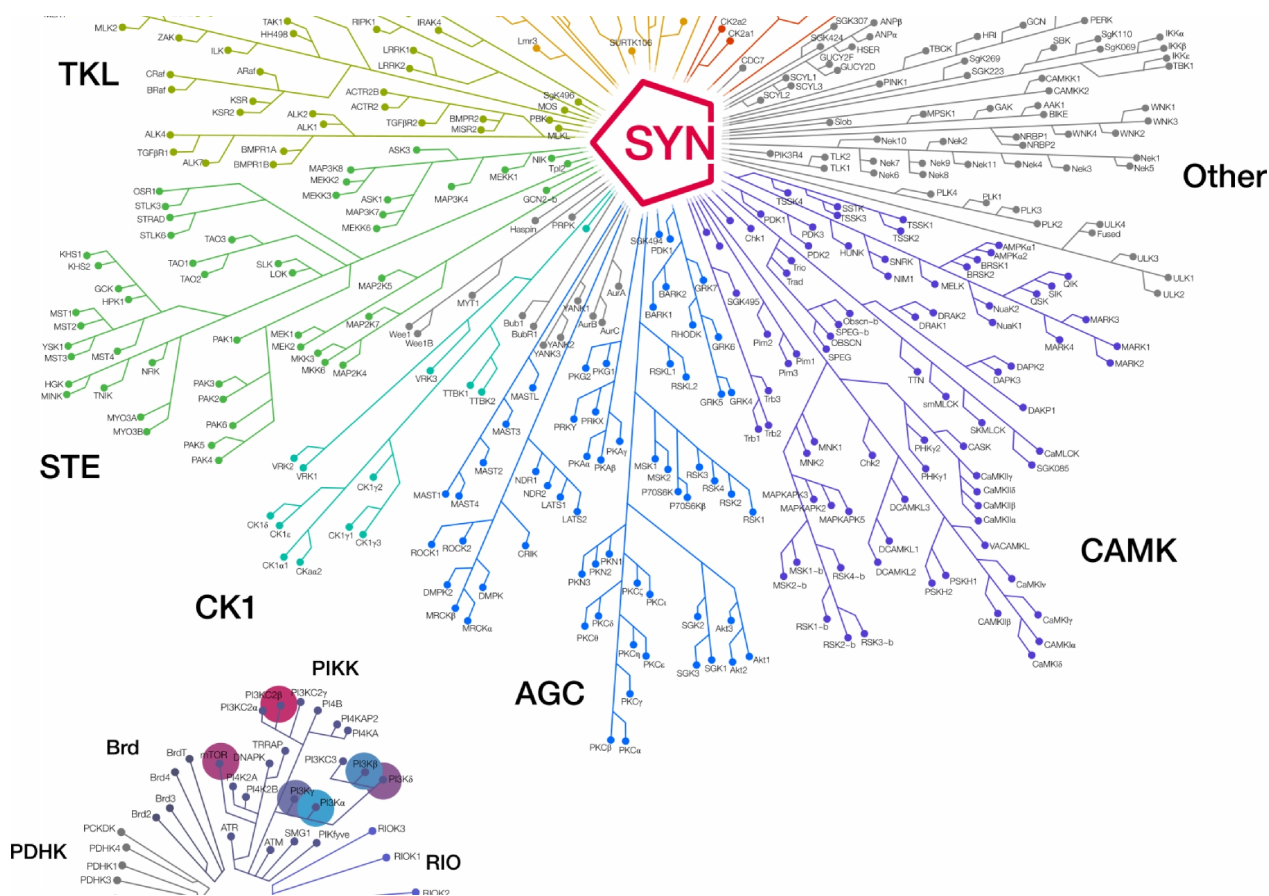 MLK2
ZAK
TAK1
HH498
ILK
RIPK1
IRAK4
LRRK1
LRRK2
Lmr3
SURTK106
CK2a2
CK2a1
CDC7
SGK307
SGK424
ANPβ
ANPα
HSER
GUCY2F
GUCY2D
SCYL1
SCYL3
SCYL2
TBCK
HRI
GCN
PERK
PINK1
SgK269
SGK223
SBK
SgK110
SgK069
IKKα
IKKβ
IKKε
TBK1
TKL
CRaf
BRaf
ARaf
KSR
KSR2
ACTR2B
ACTR2
TGFβR2
ALK2
ALK1
BMPR2
MISR2
SgK496
MOS
PBK
MLKL
ALK4
TGFβR1
ALK7
BMPR1A
BMPR1B
SYN
CAMKK1
CAMKK2
Slob
MPSK1
GAK
AAK1
BIKE
NRBP1
NRBP2
WNK1
WNK3
WNK4
WNK2
PIK3R4
TLK2
TLK1
Nek10
Nek7
Nek6
Nek2
Nek9
Nek8
Nek11
Nek4
Nek3
Nek1
Nek5
Other
PLK4
PLK1
PLK3
PLK2
ULK4
Fused
ULK3
ULK1
ULK2
ASK3
NIK
Tpl2
MAP3K8
MEKK2
MEKK3
MEKK1
MAP3K4
ASK1
MAP3K7
MEKK6
GCN2~b
Haspin
PRPK
OSR1
STLK3
STRAD
STLK6
TAO3
TAO1
TAO2
SLK
LOK
KHS1
KHS2
GCK
HPK1
MST1
MST2
YSK1
MST3
MST4
HGK
MINK
TNIK
NRK
MYO3A
MYO3B
MAP2K5
MAP2K7
MEK1
MEK2
MKK3
MKK6
MAP2K4
PAK1
PAK3
PAK2
PAK6
PAK5
PAK4
STE
MYT1
Wee1
Wee1B
Bub1
BubR1
AurA
AurB
AurC
YANK1
YANK2
YANK3
VRK3
TTBK1
TTBK2
VRK2
VRK1
CK1γ2
CK1δ
CK1ε
CK1γ1
CK1γ3
CK1α1
CKaα2
CK1
SGK494
PDK1
BARK2
BARK1
GRK7
RHODK
GRK6
GRK5
GRK4
PKG2
PKG1
RSKL1
RSKL2
MASTL
MAST3
MAST2
MAST1
MAST4
PRKY
PRKX
PKAγ
PKAα
PKAβ
NDR1
NDR2
LATS1
LATS2
MSK1
MSK2
P70S6K
P70S6Kβ
RSK3
RSK4
RSK2
RSK1
ROCK1
ROCK2
CRIK
DMPK2
DMPK
MRCKβ
MRCKα
PKN1
PKN2
PKN3
PKCζ
PKCι
PKCδ
PKCθ
PKCη
PKCε
PKCγ
PKCβ
PKCα
SGK2
Akt3
SGK3
SGK1
Akt2
Akt1
AGC
TSSK4
SSTK
TSSK3
TSSK1
TSSK2
Chk1
PDK1
PDK3
PDK2
HUNK
SNRK
NIM1
MELK
Trio
Trad
AMPKα1
AMPKα2
BRSK1
BRSK2
QIK
SIK
QSK
NuaK2
NuaK1
MARK3
MARK4
MARK1
MARK2
SGK495
Pim2
Pim1
Pim3
Obscn~b
SPEG~b
OBSCN
SPEG
DRAK2
DRAK1
DAPK2
DAPK3
DAKP1
TTN
smMLCK
SKMLCK
CaMLCK
SGK085
Trb3
Trb1
Trb2
MNK1
MNK2
Chk2
PHKγ2
PHKγ1
CASK
CaMKIIγ
CaMKIIδ
CaMKIIβ
CaMKIIα
MAPKAPK3
MAPKAPK2
MAPKAPK5
DCAMKL3
DCAMKL1
DCAMKL2
VACAMKL
MSK1~b
MSK2~b
RSK4~b
RSK1~b
RSK2~b
RSK3~b
PSKH1
PSKH2
CaMKIv
CAMKIIβ
CaMKIγ
CAMKIα
CaMKIδ
CAMK
PIKK
PI3KC2β
PI3KC2α
PI3KC2γ
PI4B
PI4KAP2
PI4KA
Brd
BrdT
Brd4
Brd3
Brd2
mTOR
DNAPK
TRRAP
PI3KC3
PI3Kβ
PI3Kδ
PI4K2A
PI4K2B
PI3Kγ
PI3Kα
ATR
ATM
SMG1
PIKfyve
RIOK3
RIOK1
RIOK2
RIO
PDHK
PCKDK
PDHK4
PDHK1
PDHK3